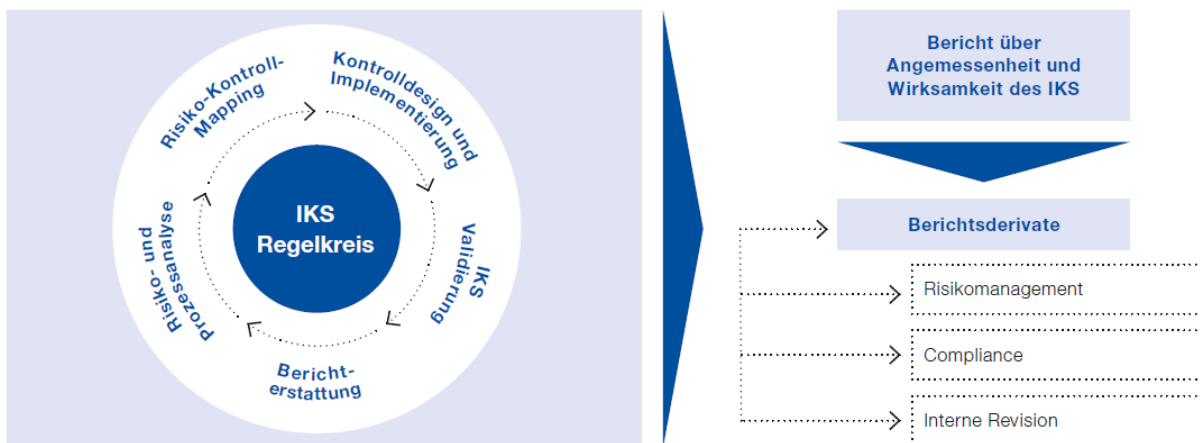 Risiko-Kontroll-
Mapping
Kontrolldesign und
Implementierung
IKS
Validierung
Bericht-
erstattung
Risiko- und
Prozessanalyse
IKS
Regelkreis
Bericht über
Angemessenheit und
Wirksamkeit des IKS
Berichtsderivate
Risikomanagement
Compliance
Interne Revision